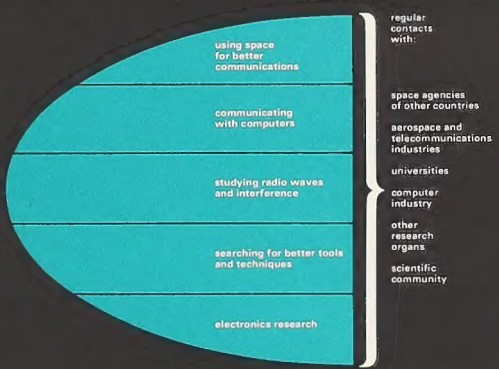 using space
for better
communications
communicating
with computers
studying radio waves
and interference
searching for better tools
and techniques
electronics research
regular
contacts
with:
space agencies
of other countries
aerospace and
telecommunications
industries
universities
computer
industry
other
research
organs
scientific
community